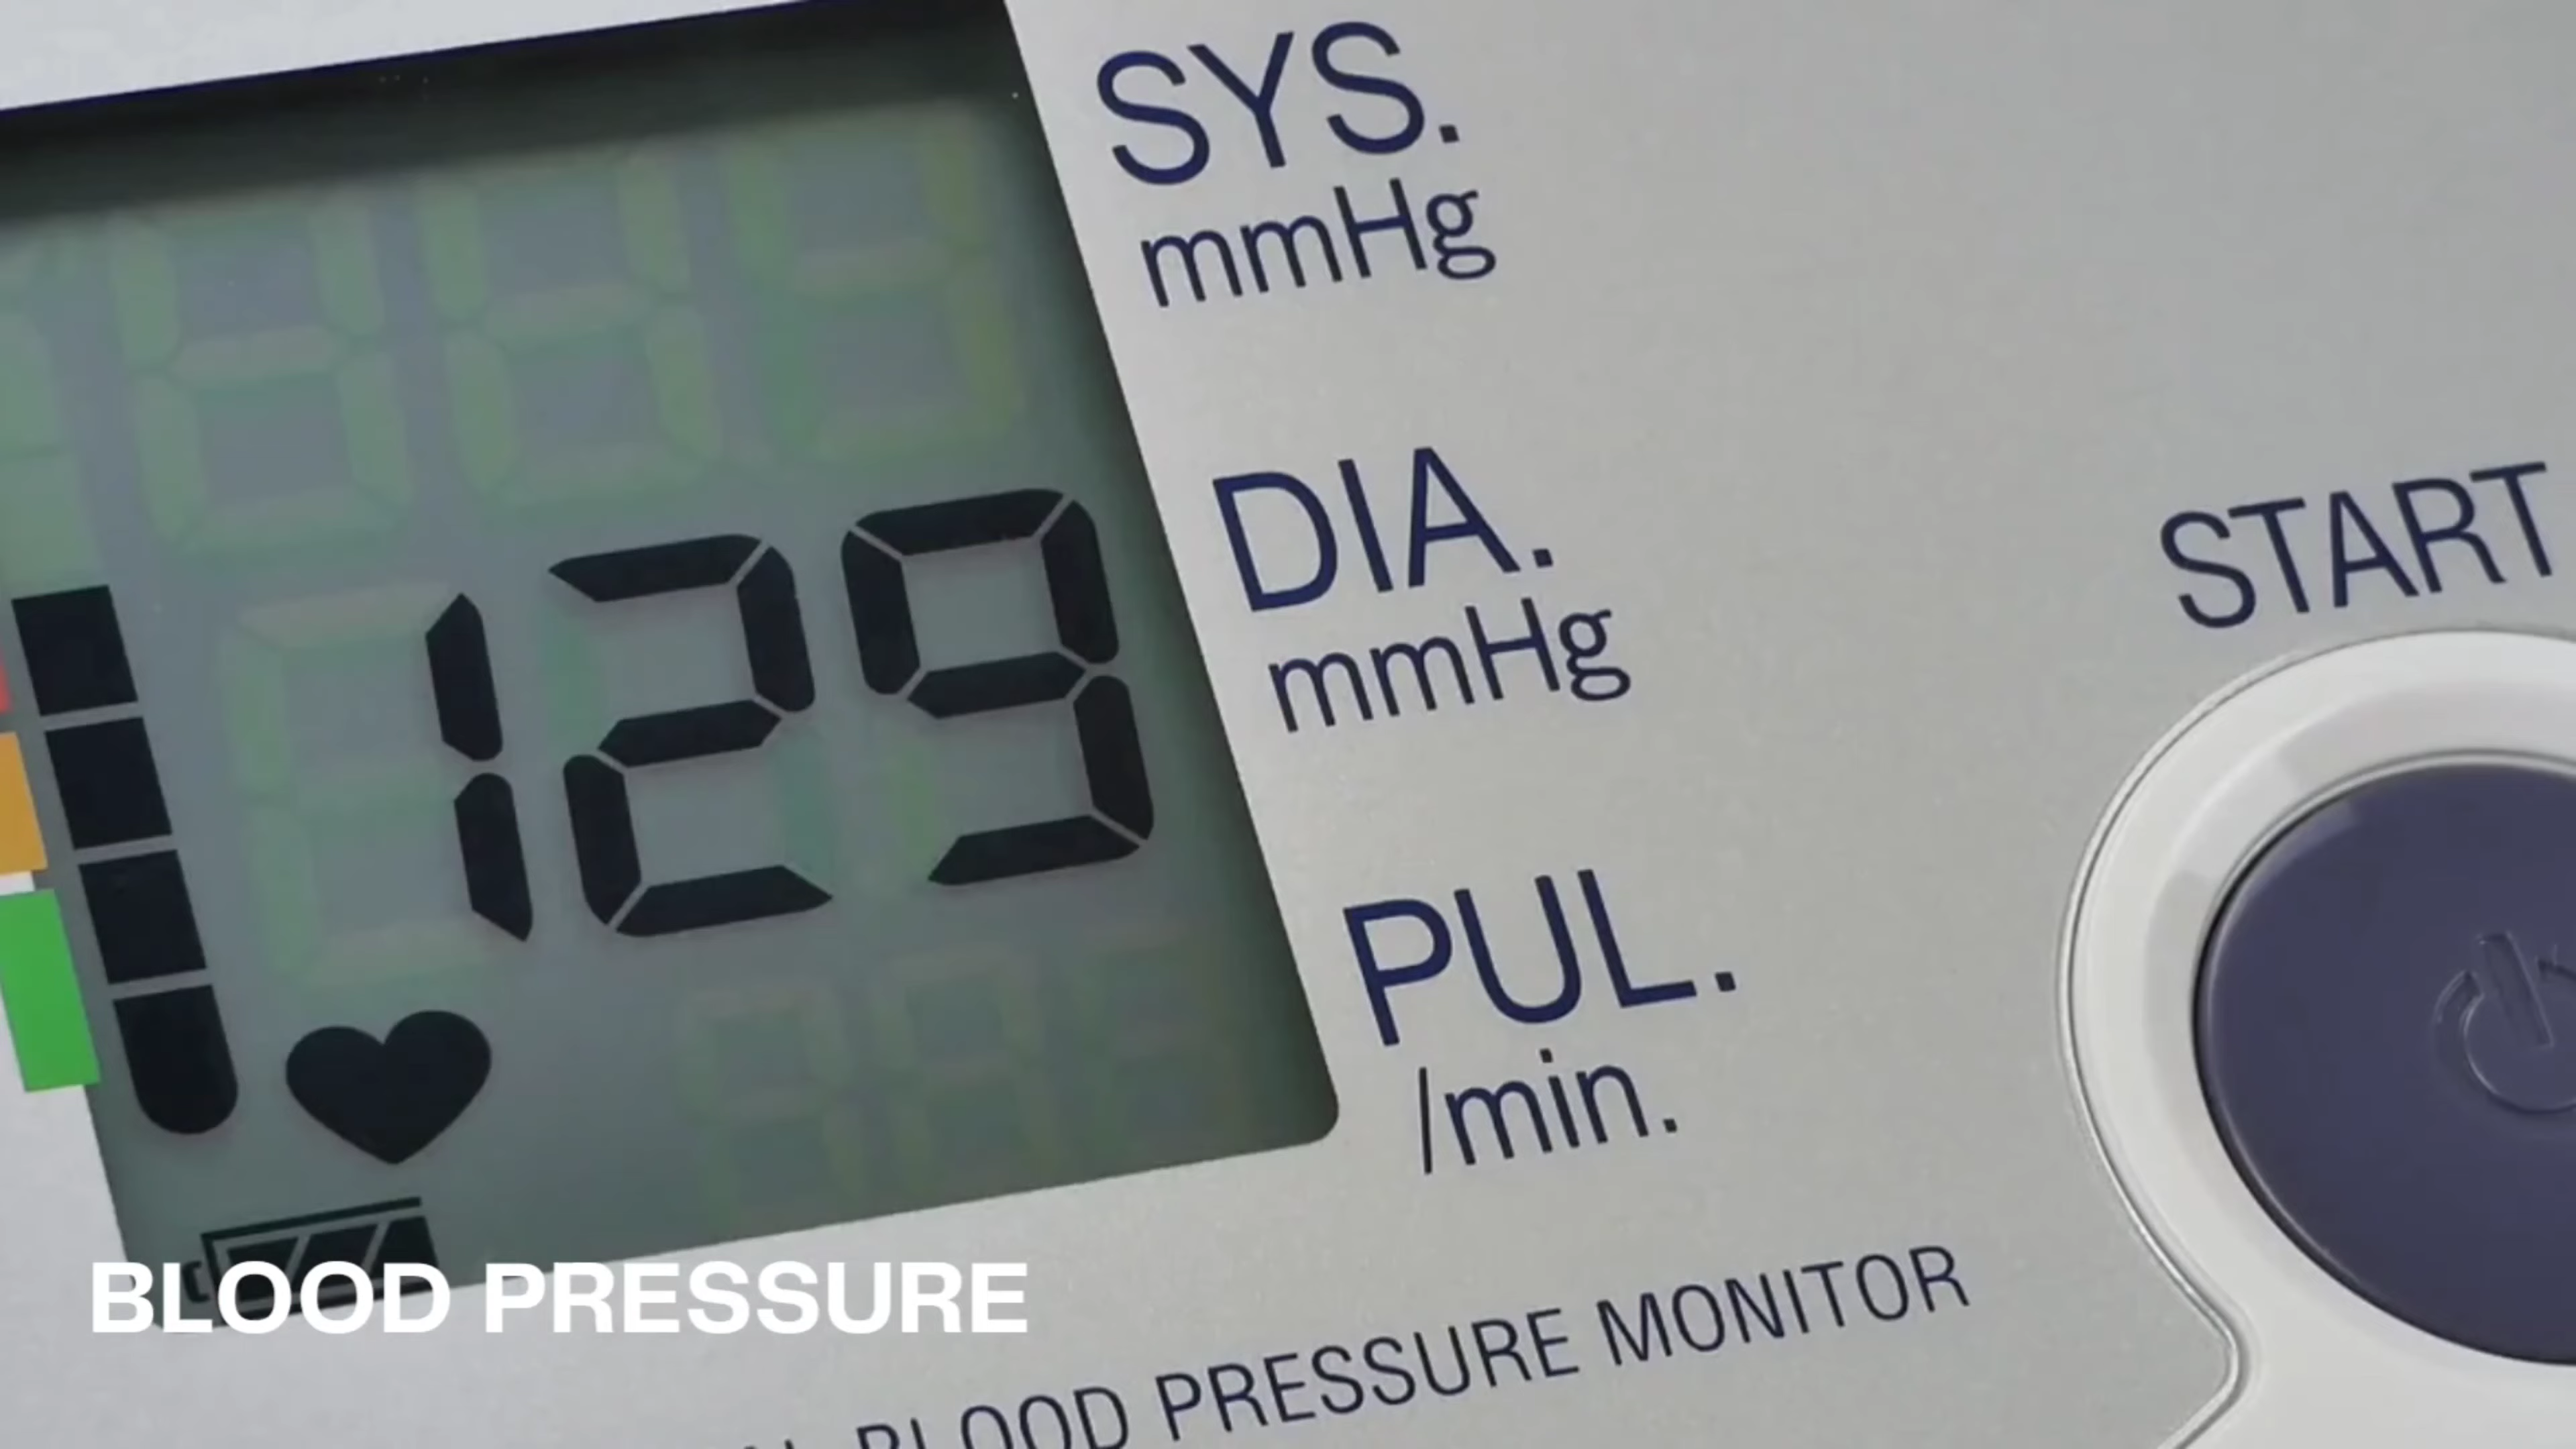 SYS.
mmHg
129
DIA.
mmHg
START
PUL.
/min.
BLOOD PRESSURE
BLOOD PRESSURE MONITOR